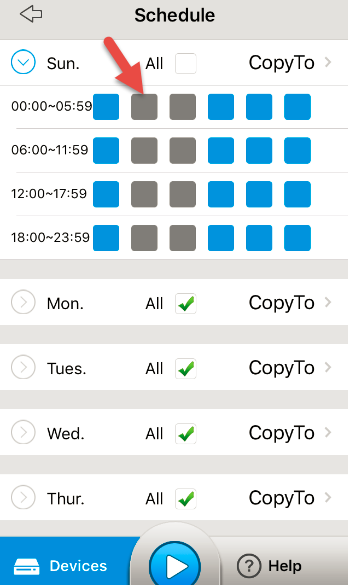 Schedule
Sun. All CopyTo
00:00~05:59
06:00~11:59
12:00~17:59
18:00~23:59
Mon. All CopyTo
Tues. All CopyTo
Wed. All CopyTo
Thur. All CopyTo
Devices ? Help